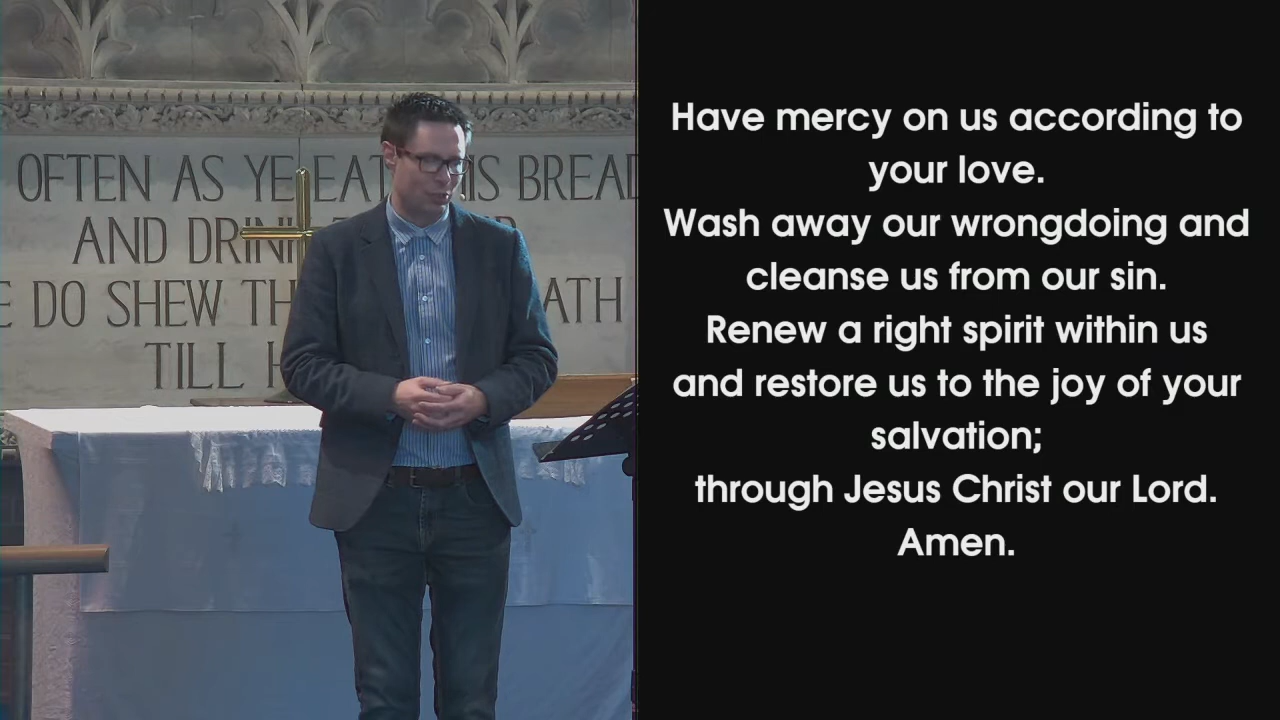 OFTEN AS YE EAT THIS BREAD
AND DRINK
DO SHEW TH ATH
TILL H
Have mercy on us according to
your love.
Wash away our wrongdoing and
cleanse us from our sin.
Renew a right spirit within us
and restore us to the joy of your
salvation;
through Jesus Christ our Lord.
Amen.